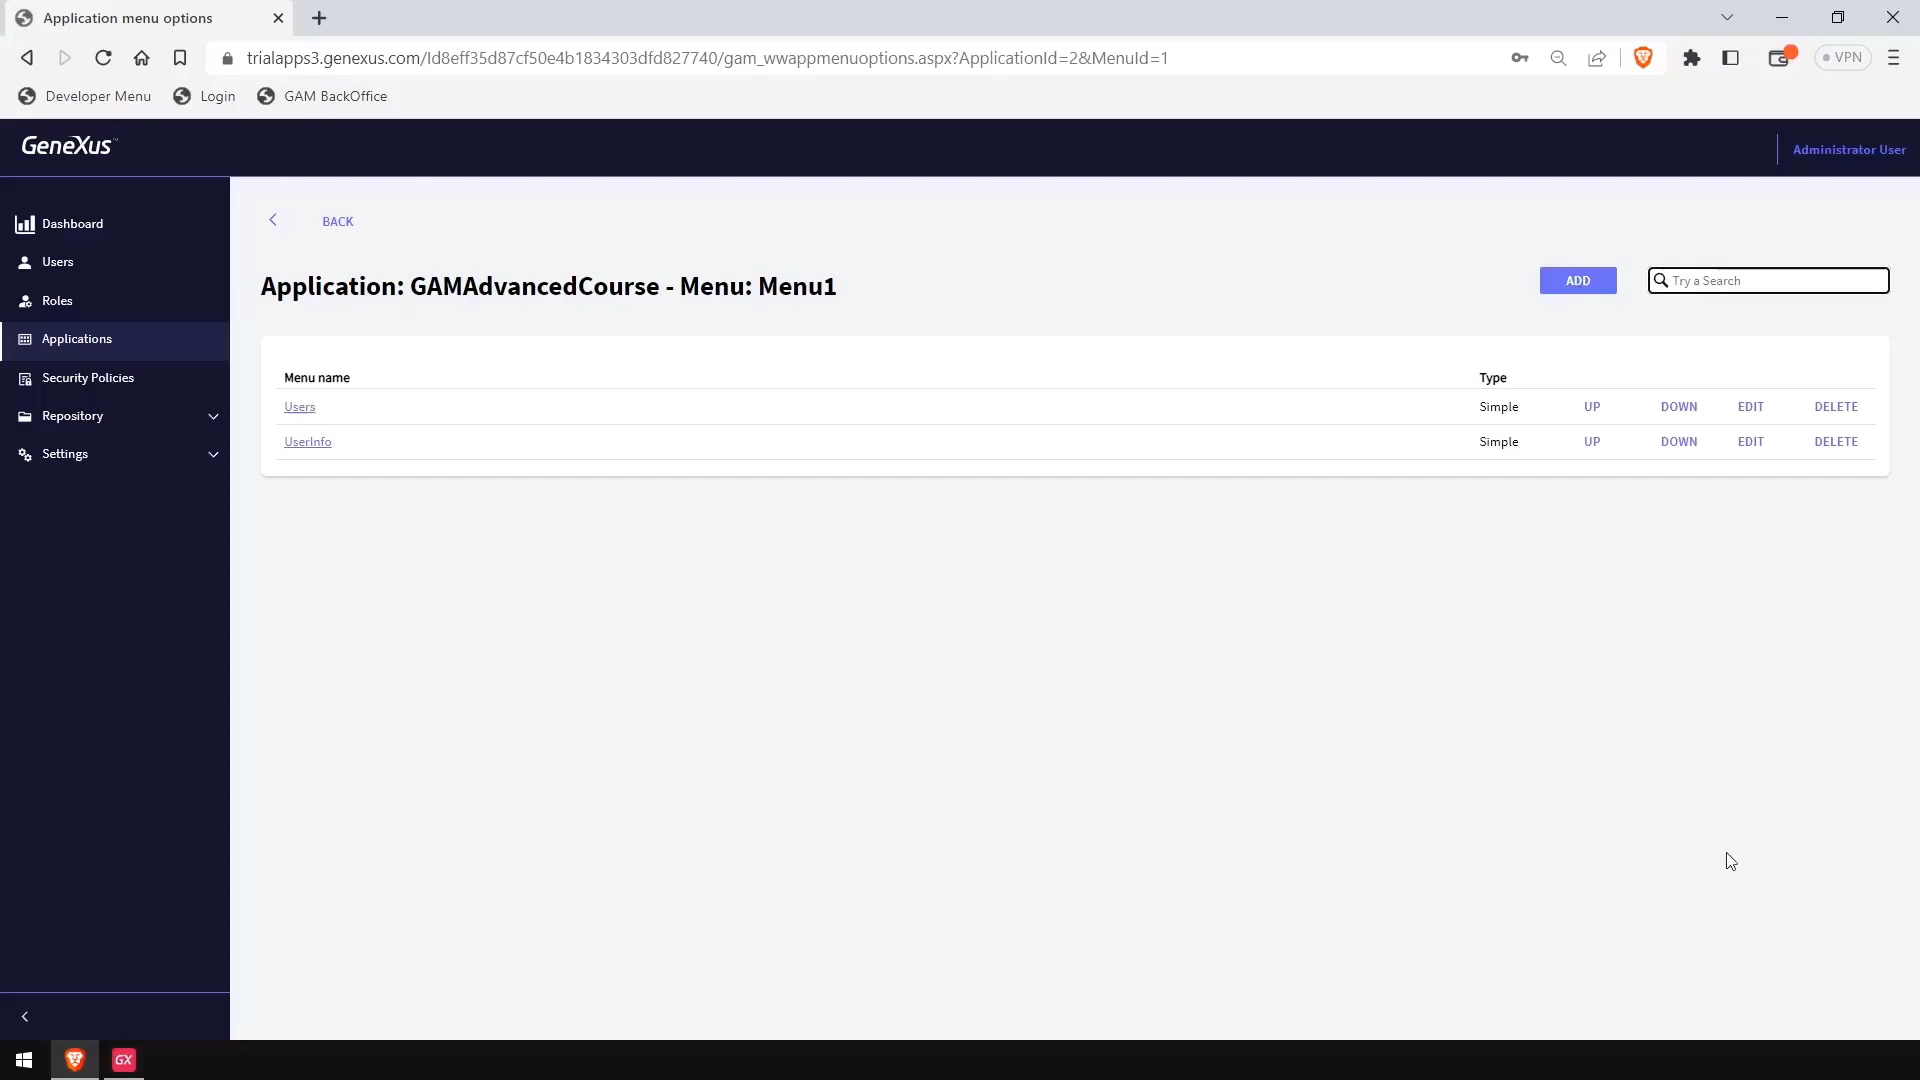 Application menu options
trialapps3.genexus.com/Id8eff35d87cf50e4b1834303dfd827740/gam_wwappmenuoptions.aspx?ApplicationId=2&MenuId=1
VPN
Developer Menu Login GAM BackOffice
GeneXus™
Administrator User
Dashboard
Users
Roles
Applications
Security Policies
Repository
Settings
BACK
Application: GAMAdvancedCourse - Menu: Menu1
ADD
Try a Search
Menu name Type
Users Simple UP DOWN EDIT DELETE
UserInfo Simple UP DOWN EDIT DELETE
GX